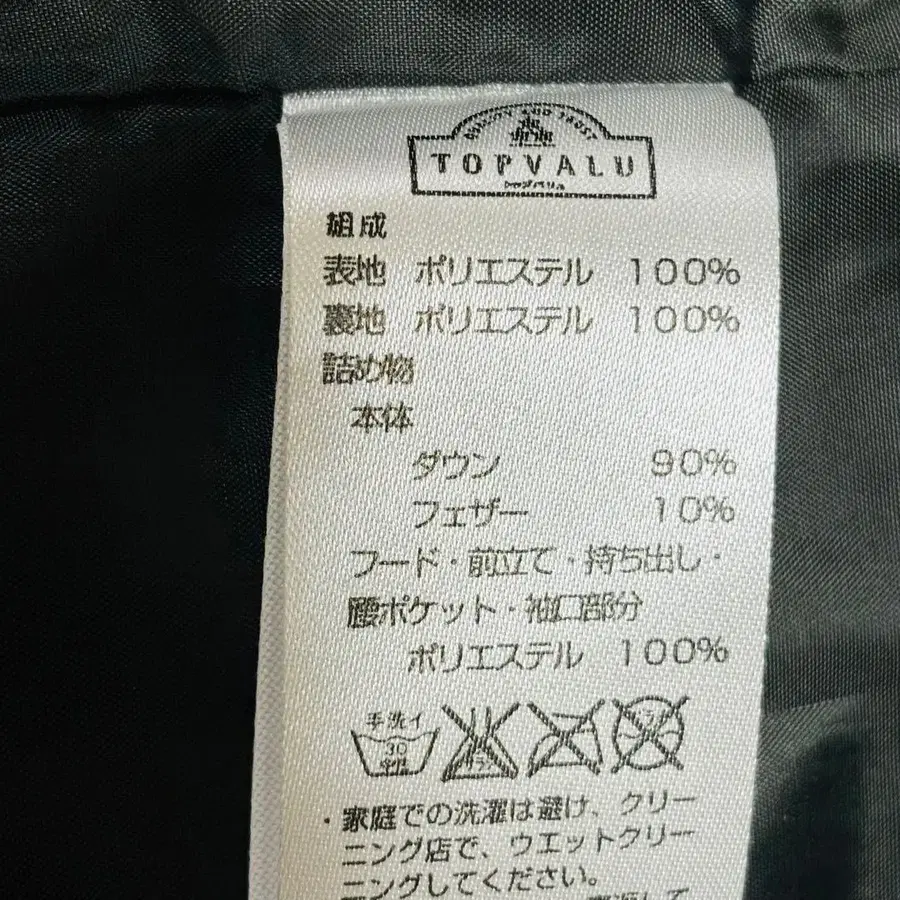 QUALITY AND TRUST
TOPVALU
トップバリュ
組成
表地 ポリエステル 100%
裏地 ポリエステル 100%
詰め物
本体
ダウン 90%
フェザー 10%
フード・前立て・持ち出し・
腰ポケット・袖口部分
ポリエステル 100%
手洗イ
30
中性
・家庭での洗濯は避け、クリー
ニング店で、ウエットクリー
ニングしてください。